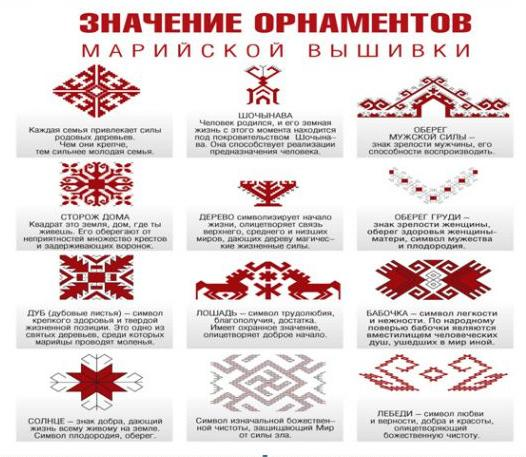 ЗНАЧЕНИЕ ОРНАМЕНТОВ
МАРИЙСКОЙ ВЫШИВКИ
Каждая семья привлекает силы
родовых деревьев.
Чем они крепче,
тем сильнее молодая семья.
ШОЧЫНАВА
Человек родился, и его земная
жизнь с этого момента находится
под покровительством Шочына-
ва. Она способствует реализации
предназначения человека.
ОБЕРЕГ
МУЖСКОЙ СИЛЫ –
знак зрелости мужчины, его
способности воспроизводить.
СТОРОЖ ДОМА
Квадрат это земля, дом, где ты
живешь. Его оберегают от
неприятностей множество крестов
и задерживающих воронок.
ДЕРЕВО символизирует начало
жизни, олицетворяет связь
верхнего, среднего и низших
миров, дающих дереву магичес-
кие жизненные силы.
ОБЕРЕГ ГРУДИ –
знак зрелости женщины,
оберег здоровья женщины-
матери, символ мужества
и плодородия.
ДУБ (дубовые листья) – символ
крепкого здоровья и твердой
жизненной позиции. Это одно из
святых деревьев, среди которых
марийцы проводят моленья.
ЛОШАДЬ – символ трудолюбия,
благополучия, достатка.
Имеет охранное значение,
олицетворяет доброе начало.
БАБОЧКА – символ легкости
и нежности. По народному
поверью бабочки являются
вместилищем человеческих
душ, ушедших в мир иной.
СОЛНЦЕ – знак добра, дающий
жизнь всему живому на земле.
Символ плодородия, оберег.
Символ изначальной божествен-
ной чистоты, защищающий Мир
от силы зла.
ЛЕБЕДИ – символ любви
и верности, добра и красоты,
олицетворяющий
божественную чистоту.